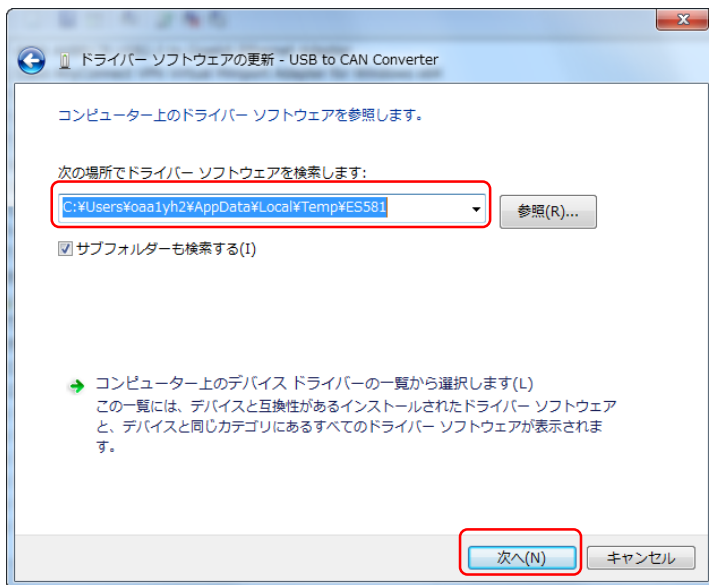 ドライバー ソフトウェアの更新 - USB to CAN Converter
コンピューター上のドライバー ソフトウェアを参照します。
次の場所でドライバー ソフトウェアを検索します:
C:¥Users¥oaa1yh2¥AppData¥Local¥Temp¥ES581
参照(R)...
サブフォルダーも検索する(I)
コンピューター上のデバイス ドライバーの一覧から選択します(L)
この一覧には、デバイスと互換性があるインストールされたドライバー ソフトウェア
と、デバイスと同じカテゴリにあるすべてのドライバー ソフトウェアが表示されま
す。
次へ(N)
キャンセル